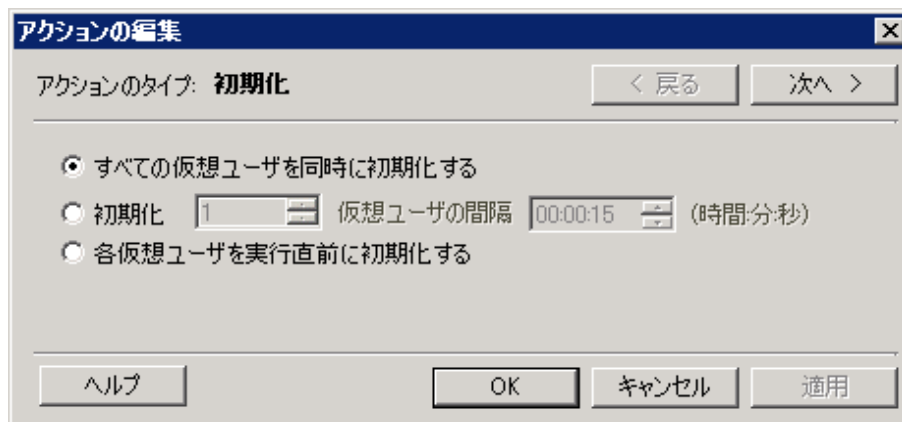 アクションの編集
アクションのタイプ: 初期化 < 戻る 次へ >
すべての仮想ユーザを同時に初期化する
初期化 1 仮想ユーザの間隔 00:00:15 (時間:分:秒)
各仮想ユーザを実行直前に初期化する
ヘルプ OK キャンセル 適用